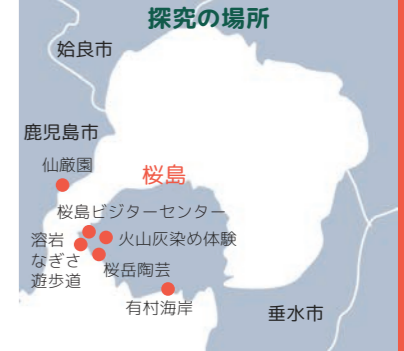 探究の場所
姶良市
鹿児島市
仙厳園
桜島
桜島ビジターセンター
溶岩
なぎさ
遊歩道
火山灰染め体験
桜岳陶芸
有村海岸
垂水市